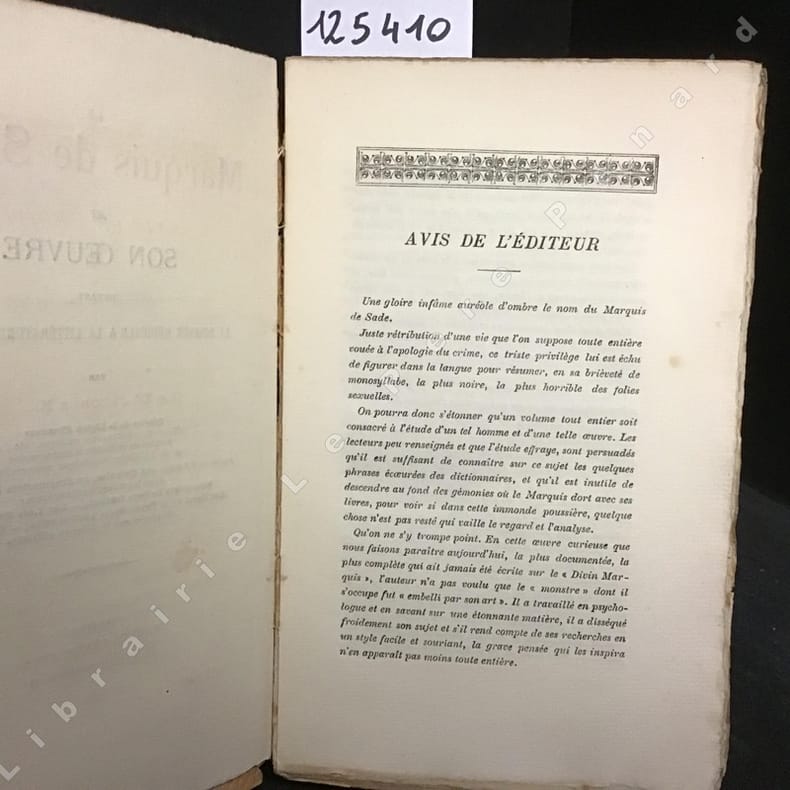 125410
AVIS DE L'ÉDITEUR
Une gloire infâme auréole d'ombre le nom du Marquis
de Sade.
Juste rétribution d'une vie que l'on suppose toute entière
vouée à l'apologie du crime, ce triste privilège lui est échu
de figurer dans la langue pour résumer, en sa brièveté de
monosyllabe, la plus noire, la plus horrible des folies
sexuelles.
On pourra donc s'étonner qu'un volume tout entier soit
consacré à l'étude d'un tel homme et d'une telle œuvre. Les
lecteurs peu renseignés et que l'étude effraye, sont persuadés
qu'il est suffisant de connaître sur ce sujet les quelques
phrases écœurées des dictionnaires, et qu'il est inutile de
descendre au fond des gémonies où le Marquis dort avec ses
livres, pour voir si dans cette immonde poussière, quelque
chose n'est pas resté qui vaille le regard et l'analyse.
Qu'on ne s'y trompe point. En cette œuvre curieuse que
nous faisons paraître aujourd'hui, la plus documentée, la
plus complète qui ait jamais été écrite sur le « Divin Mar-
quis », l'auteur n'a pas voulu que le « monstre » dont il
s'occupe fut « embelli par son art ». Il a travaillé en psycho-
logue et en savant sur une étonnante matière, il a disséqué
froidement son sujet et s'il rend compte de ses recherches en
un style facile et souriant, la grave pensée qui les inspira
n'en apparaît pas moins toute entière.
Marquis de S
SON ŒUVRE
Librairie Le Père Pénard